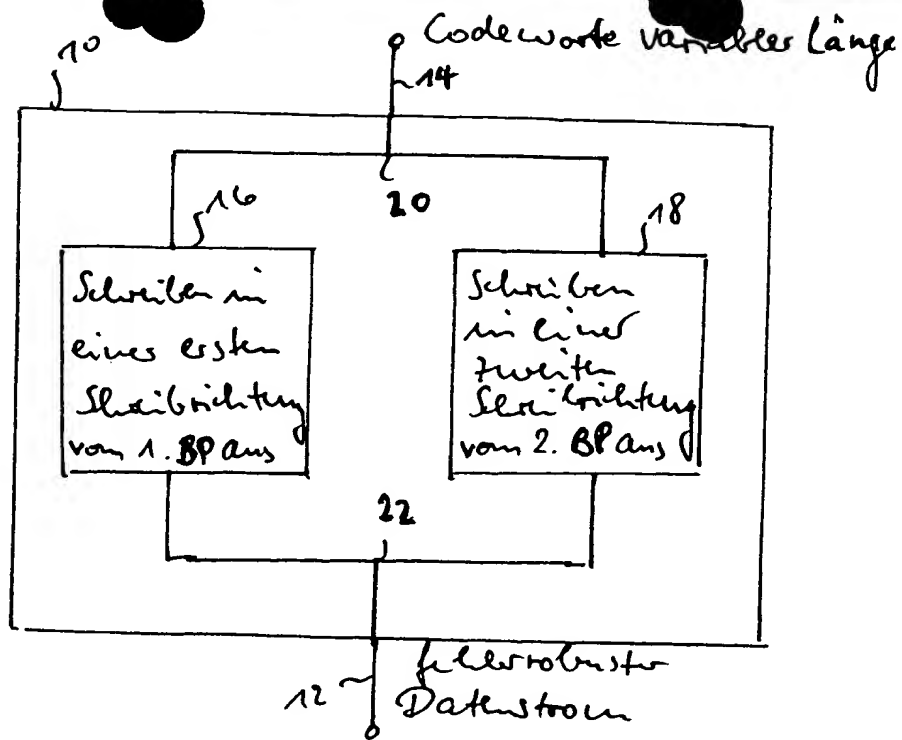 10
Codeworte variabler Länge
14
20
16
18
Schreiben in
einer ersten
Schreibrichtung
vom 1. BP aus
Schreiben
in einer
zweiten
Schreibrichtung
vom 2. BP aus
22
12
fehlerrobuster
Datenstrom